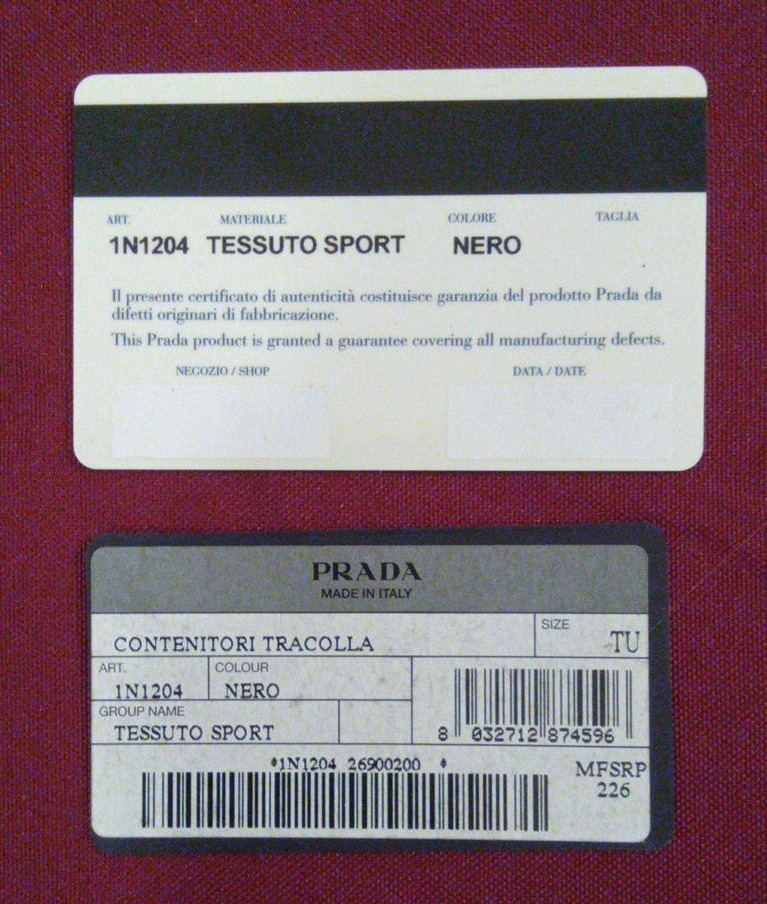 ART. MATERIALE COLORE TAGLIA
1N1204 TESSUTO SPORT NERO
Il presente certificato di autenticità costituisce garanzia del prodotto Prada da
difetti originari di fabbricazione.
This Prada product is granted a guarantee covering all manufacturing defects.
NEGOZIO / SHOP DATA / DATE
PRADA
MADE IN ITALY
SIZE
CONTENITORI TRACOLLA TU
ART. COLOUR
1N1204 NERO
GROUP NAME
TESSUTO SPORT
8 032712 874596
*1N1204 26900200 *
MFSRP
226